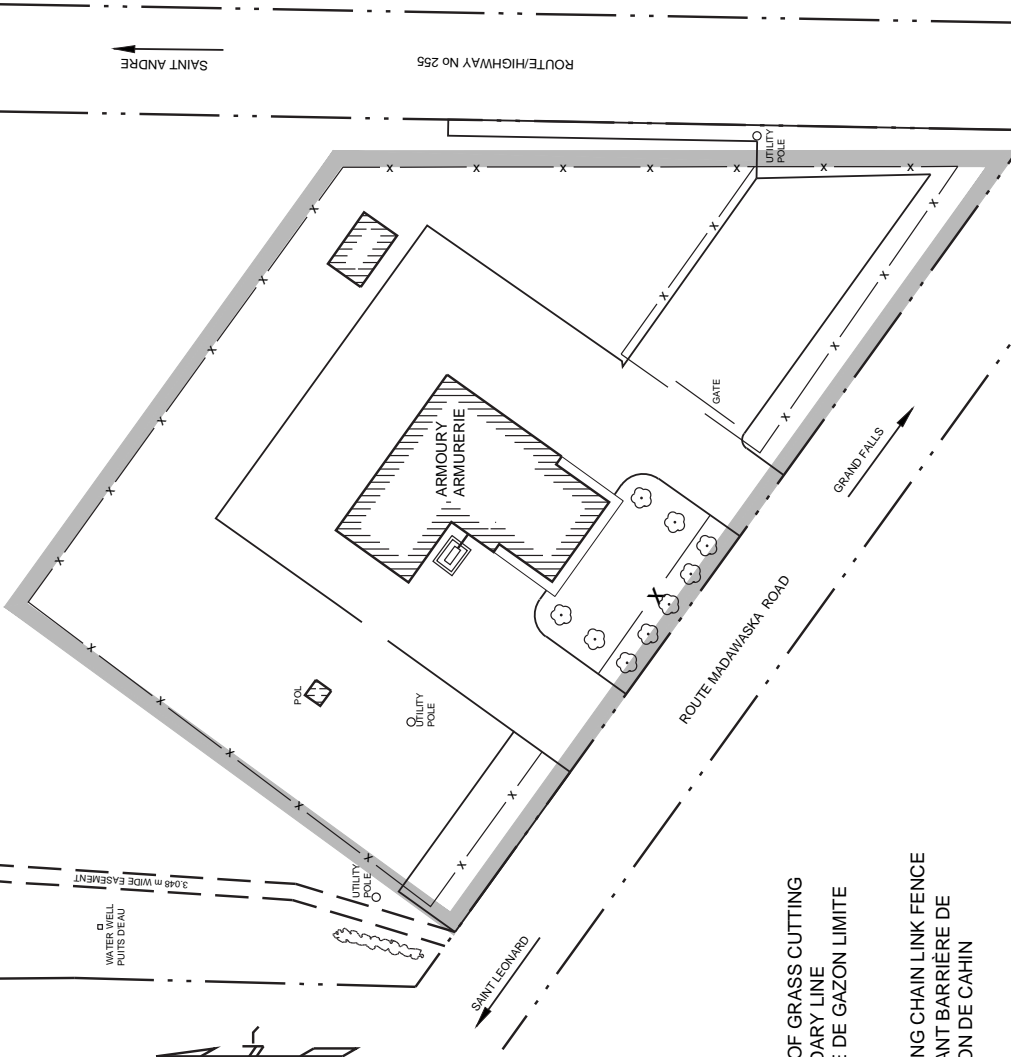 SAINT ANDRE
ROUTE/HIGHWAY No 255
UTILITY
POLE
ARMOURY
ARMURERIE
GATE
GRAND FALLS
ROUTE MADAWASKA ROAD
POL
UTILITY
POLE
UTILITY
POLE
3.048 m WIDE EASEMENT
WATER WELL
PUITS D'EAU
SAINT LEONARD
OF GRASS CUTTING
DARY LINE
E DE GAZON LIMITE
NG CHAIN LINK FENCE
ANT BARRIÈRE DE
ON DE CAHIN